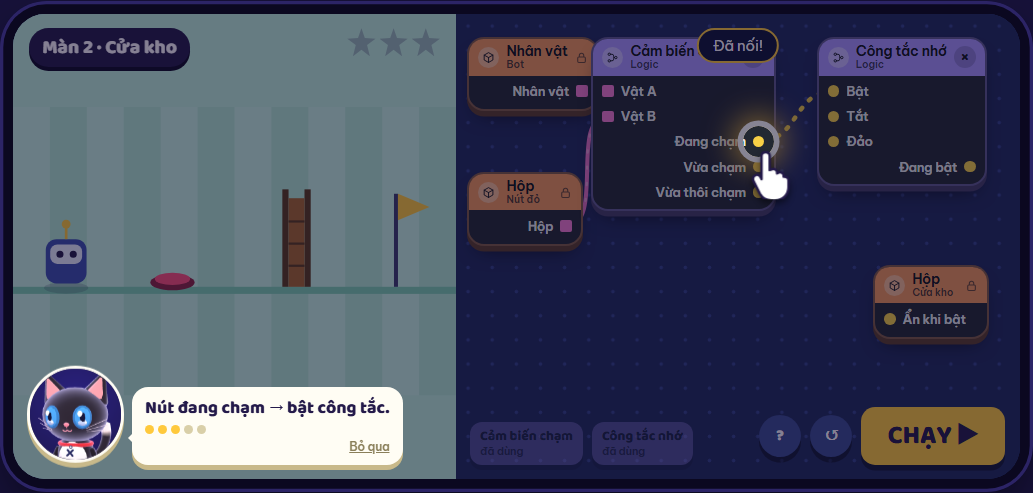 Màn 2 · Cửa kho
Nhân vật
Bot
Nhân vật
Hộp
Nút đỏ
Hộp
Cảm biến
Logic
Đã nối!
Vật A
Vật B
Đang chạm
Vừa chạm
Vừa thôi chạm
Công tắc nhớ
Logic
Bật
Tắt
Đảo
Đang bật
Hộp
Cửa kho
Ẩn khi bật
Nút đang chạm → bật công tắc.
Bỏ qua
Cảm biến chạm
đã dùng
Công tắc nhớ
đã dùng
?
CHẠY